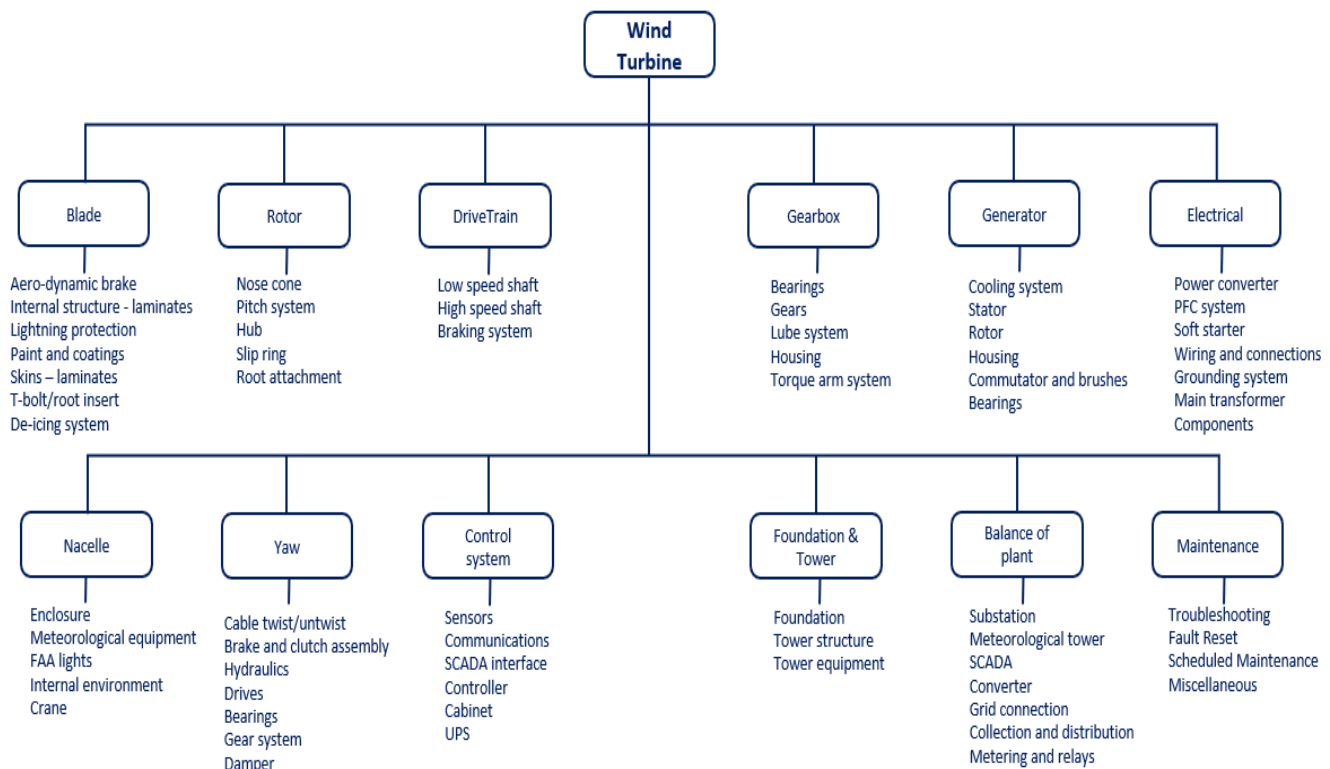 Wind
Turbine
Blade
Aero-dynamic brake
Internal structure - laminates
Lightning protection
Paint and coatings
Skins – laminates
T-bolt/root insert
De-icing system
Rotor
Nose cone
Pitch system
Hub
Slip ring
Root attachment
DriveTrain
Low speed shaft
High speed shaft
Braking system
Gearbox
Bearings
Gears
Lube system
Housing
Torque arm system
Generator
Cooling system
Stator
Rotor
Housing
Commutator and brushes
Bearings
Electrical
Power converter
PFC system
Soft starter
Wiring and connections
Grounding system
Main transformer
Components
Nacelle
Enclosure
Meteorological equipment
FAA lights
Internal environment
Crane
Yaw
Cable twist/untwist
Brake and clutch assembly
Hydraulics
Drives
Bearings
Gear system
Damper
Control
system
Sensors
Communications
SCADA interface
Controller
Cabinet
UPS
Foundation &
Tower
Foundation
Tower structure
Tower equipment
Balance of
plant
Substation
Meteorological tower
SCADA
Converter
Grid connection
Collection and distribution
Metering and relays
Maintenance
Troubleshooting
Fault Reset
Scheduled Maintenance
Miscellaneous